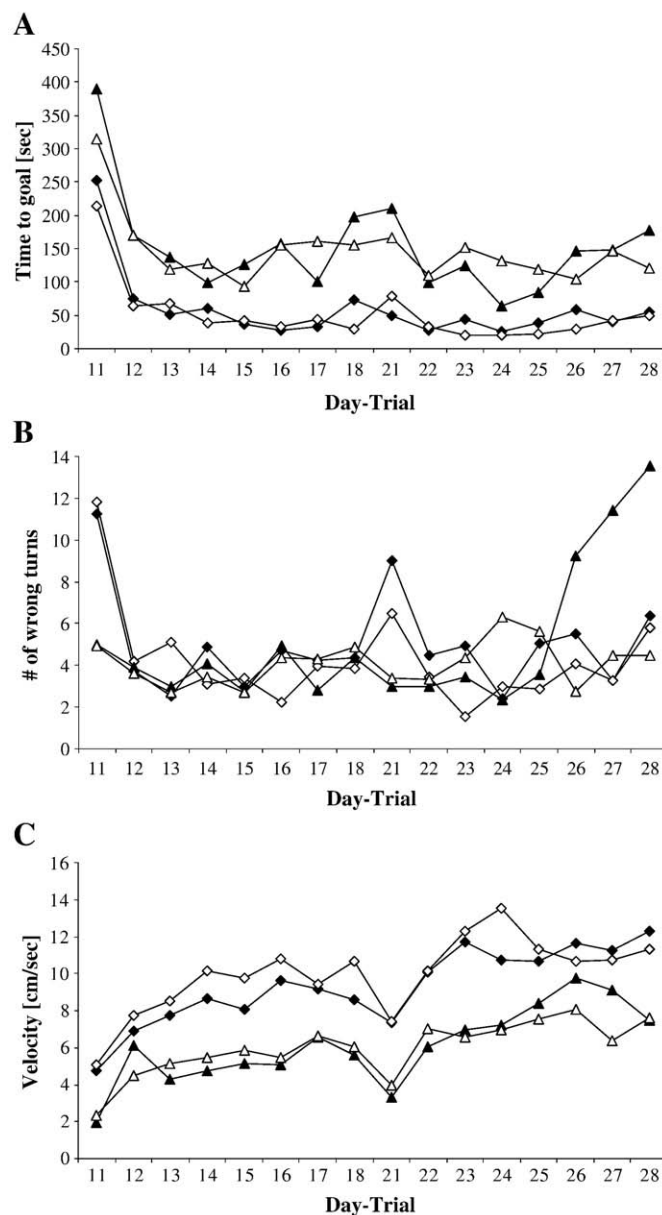 A
Time to goal [sec]
450
400
350
300
250
200
150
100
50
0
11 12 13 14 15 16 17 18 21 22 23 24 25 26 27 28
Day-Trial
B
# of wrong turns
14
12
10
8
6
4
2
0
11 12 13 14 15 16 17 18 21 22 23 24 25 26 27 28
Day-Trial
C
Velocity [cm/sec]
16
14
12
10
8
6
4
2
0
11 12 13 14 15 16 17 18 21 22 23 24 25 26 27 28
Day-Trial